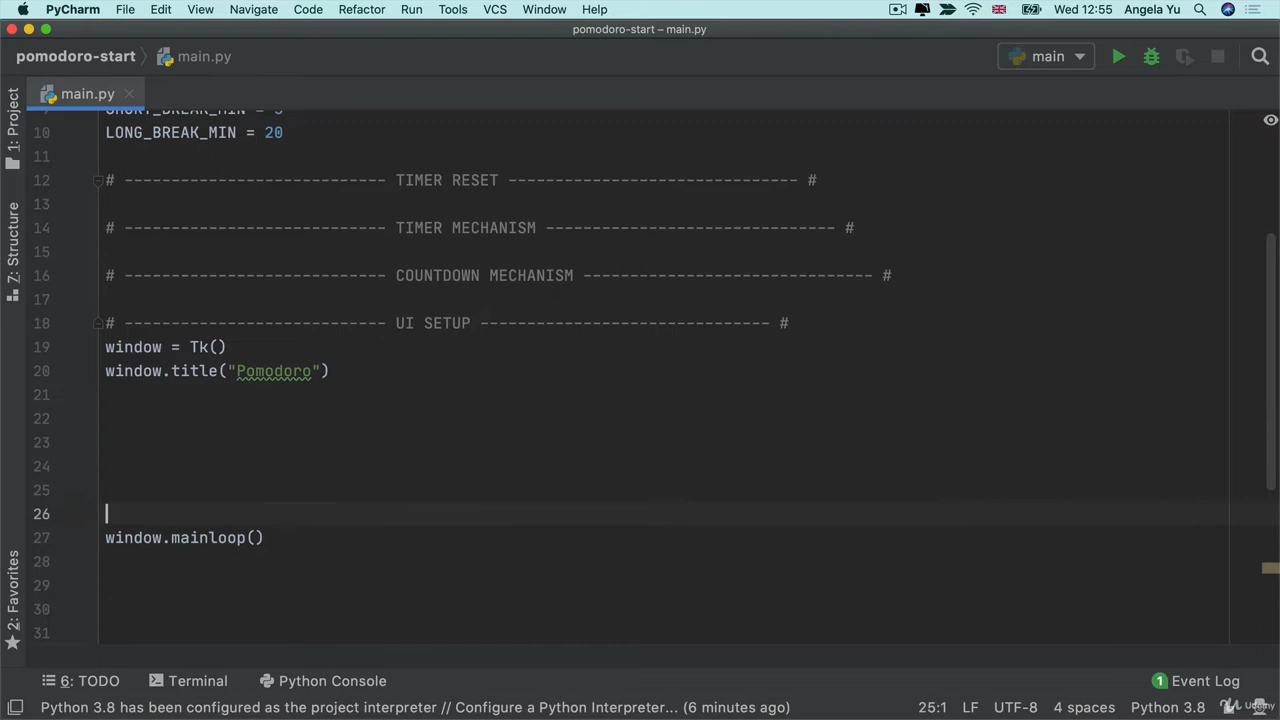 PyCharm File Edit View Navigate Code Refactor Run Tools VCS Window Help Wed 12:55 Angela Yu
pomodoro-start – main.py
pomodoro-start main.py main
main.py
1: Project
7: Structure
2: Favorites
10 LONG_BREAK_MIN = 20
11
12 # ---------------------------- TIMER RESET ------------------------------- #
13
14 # ---------------------------- TIMER MECHANISM ------------------------------- #
15
16 # ---------------------------- COUNTDOWN MECHANISM ------------------------------- #
17
18 # ---------------------------- UI SETUP ------------------------------- #
19 window = Tk()
20 window.title("Pomodoro")
21
22
23
24
25
26
27 window.mainloop()
28
29
30
31
6: TODO Terminal Python Console 1 Event Log
Python 3.8 has been configured as the project interpreter // Configure a Python Interpreter... (6 minutes ago) 25:1 LF UTF-8 4 spaces Python 3.8 Udemy